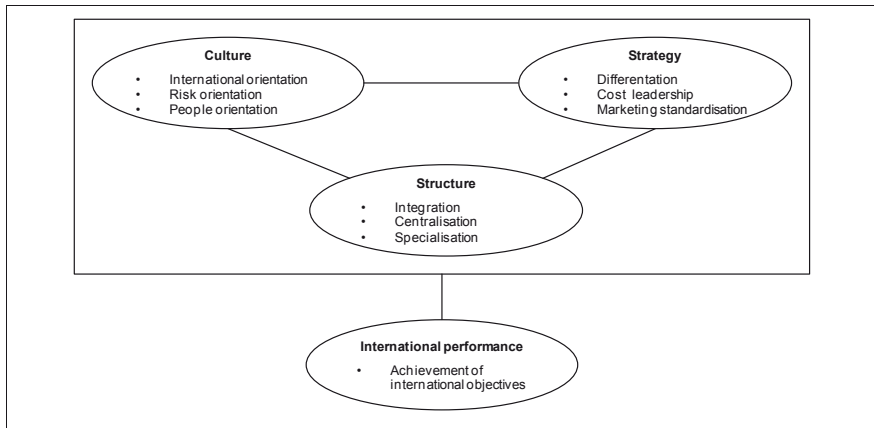 Culture
• International orientation
• Risk orientation
• People orientation
Strategy
• Differentation
• Cost leadership
• Marketing standardisation
Structure
• Integration
• Centralisation
• Specialisation
International performance
• Achievement of
international objectives